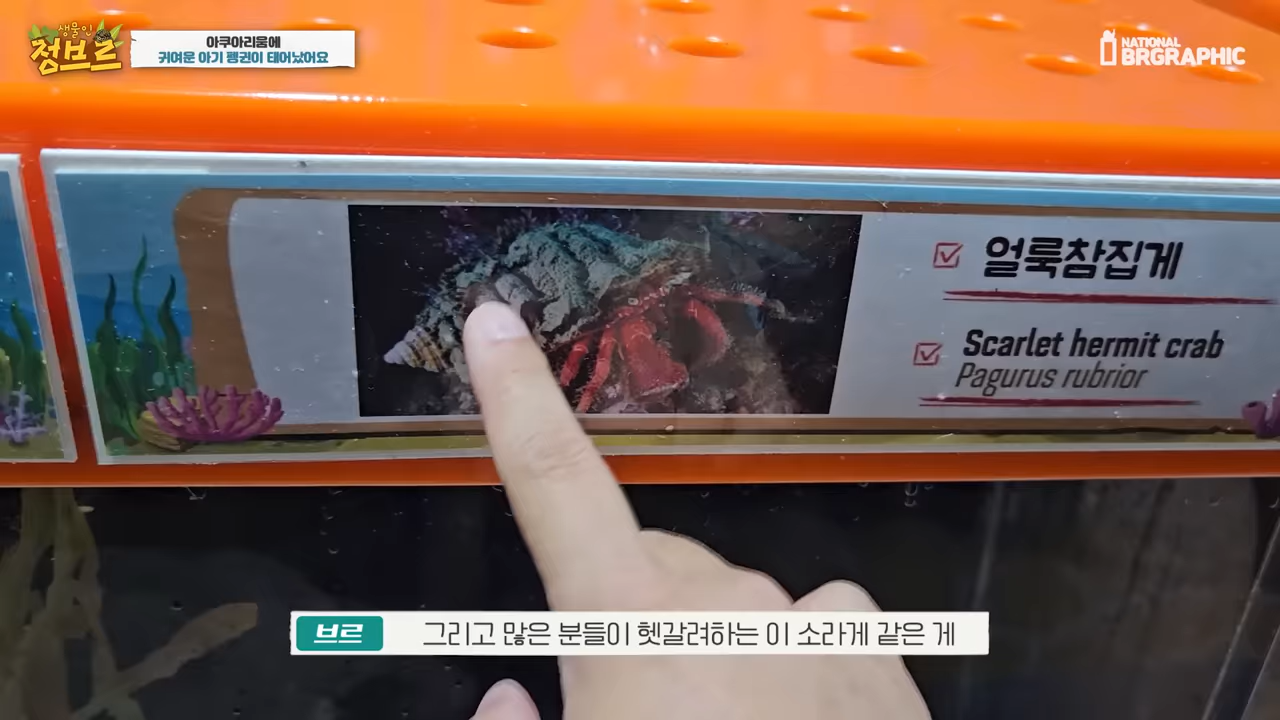 생물인
정브르
아쿠아리움에
귀여운 아기 펭귄이 태어났어요
NATIONAL
BRGRAPHIC
얼룩참집게
Scarlet hermit crab
Pagurus rubrior
브르
그리고 많은 분들이 헷갈려하는 이 소라게 같은 게